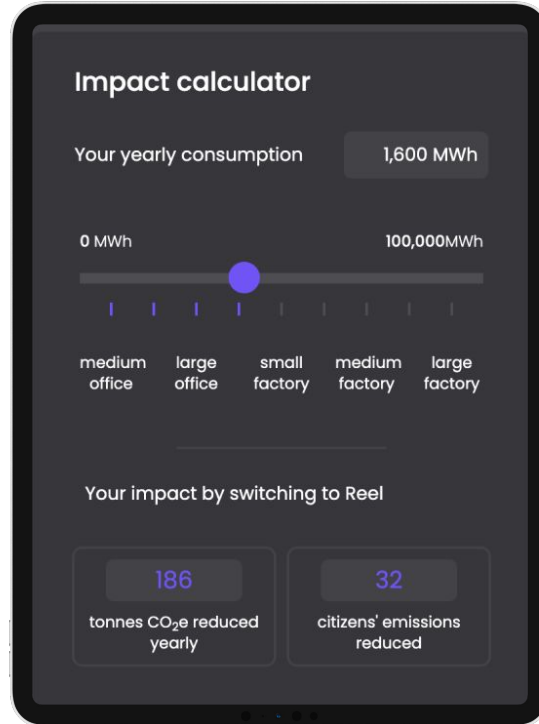 Impact calculator
Your yearly consumption 1,600 MWh
0 MWh 100,000MWh
medium office
large office
small factory
medium factory
large factory
Your impact by switching to Reel
186
tonnes CO₂e reduced
yearly
32
citizens' emissions
reduced